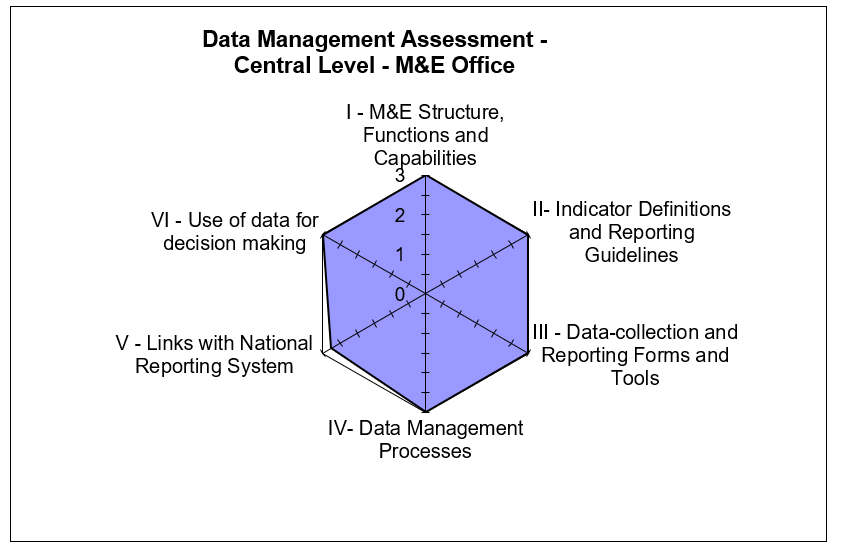 Data Management Assessment -
Central Level - M&E Office
I - M&E Structure,
Functions and
Capabilities
3
2
1
0
II- Indicator Definitions
and Reporting
Guidelines
III - Data-collection and
Reporting Forms and
Tools
IV- Data Management
Processes
V - Links with National
Reporting System
VI - Use of data for
decision making